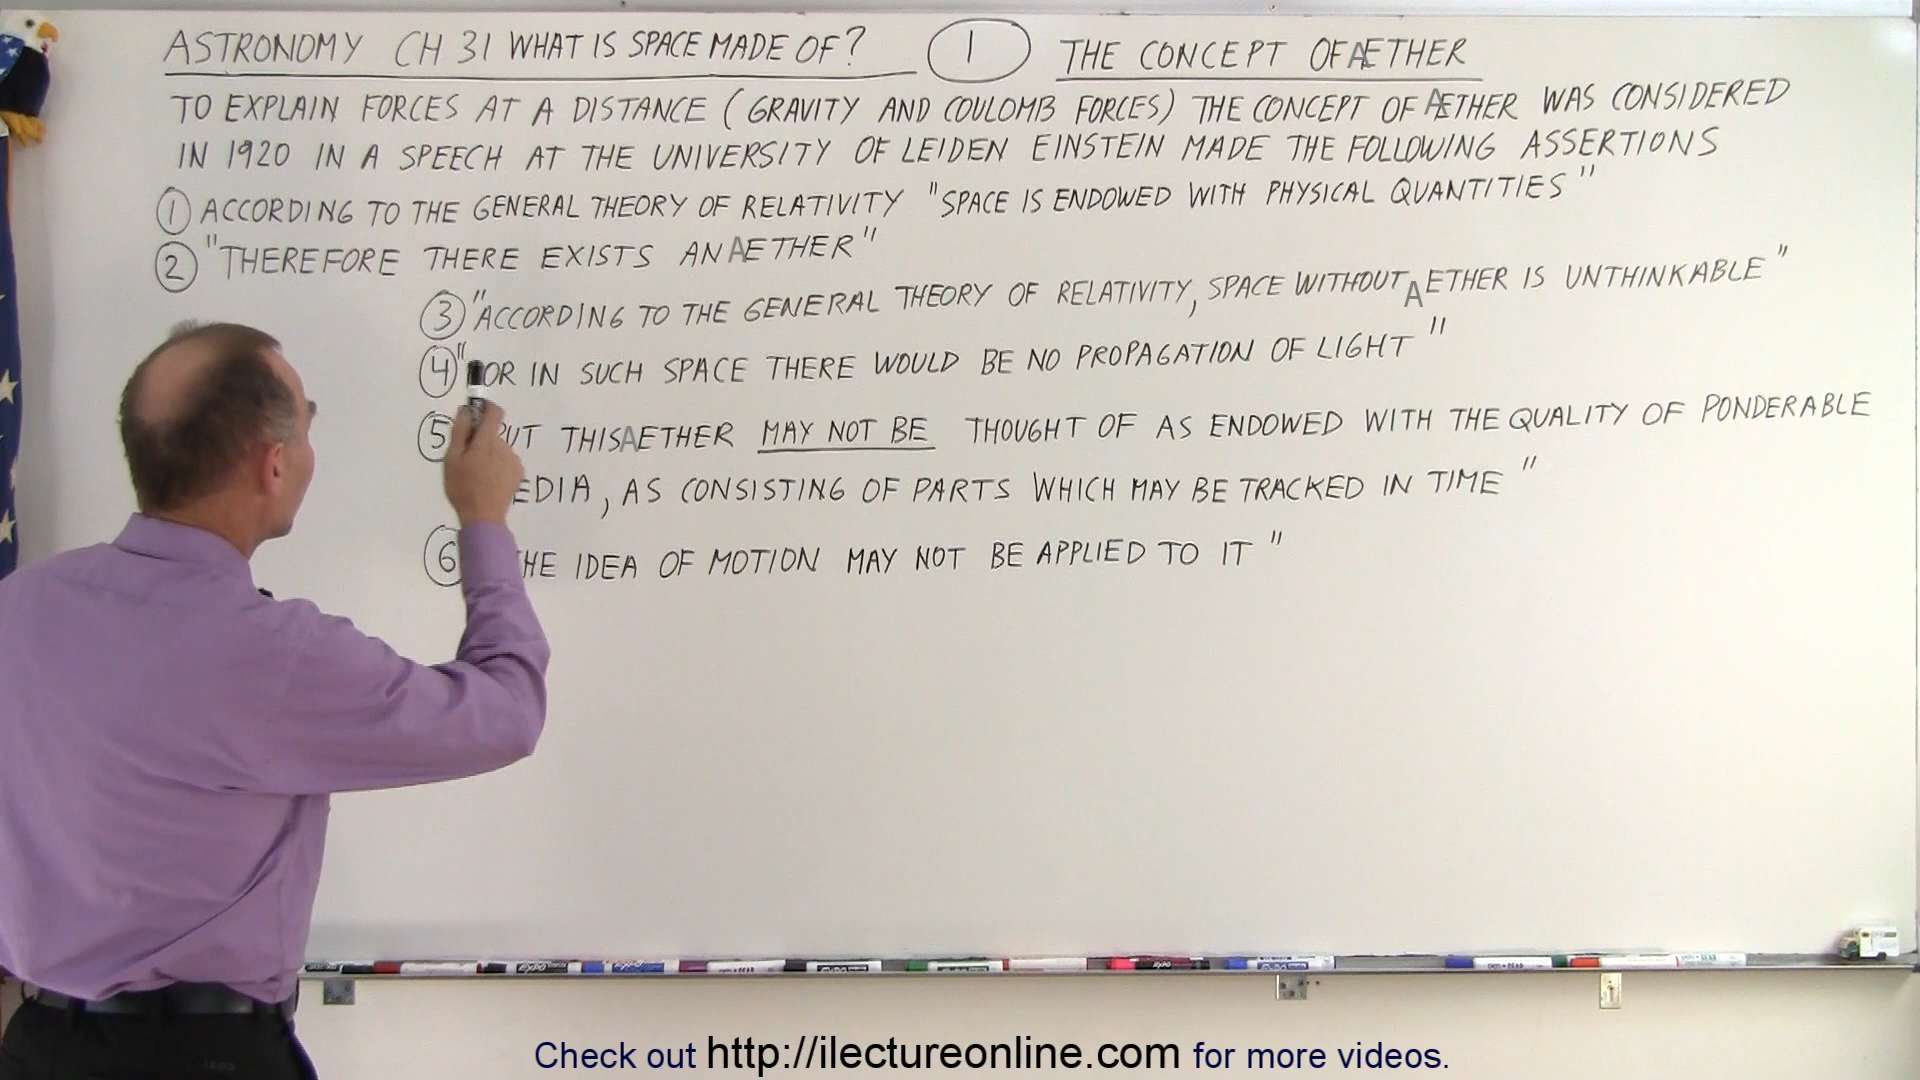 ASTRONOMY CH 31 WHAT IS SPACE MADE OF? 1 THE CONCEPT OF AETHER
TO EXPLAIN FORCES AT A DISTANCE (GRAVITY AND COULOMB FORCES) THE CONCEPT OF AETHER WAS CONSIDERED
IN 1920 IN A SPEECH AT THE UNIVERSITY OF LEIDEN EINSTEIN MADE THE FOLLOWING ASSERTIONS
1 ACCORDING TO THE GENERAL THEORY OF RELATIVITY "SPACE IS ENDOWED WITH PHYSICAL QUANTITIES"
2 "THEREFORE THERE EXISTS AN AETHER"
3 "ACCORDING TO THE GENERAL THEORY OF RELATIVITY, SPACE WITHOUT AETHER IS UNTHINKABLE"
4 "OR IN SUCH SPACE THERE WOULD BE NO PROPAGATION OF LIGHT"
5 BUT THIS AETHER MAY NOT BE THOUGHT OF AS ENDOWED WITH THE QUALITY OF PONDERABLE
EDIA, AS CONSISTING OF PARTS WHICH MAY BE TRACKED IN TIME"
6 HE IDEA OF MOTION MAY NOT BE APPLIED TO IT"
Check out http://ilectureonline.com for more videos.